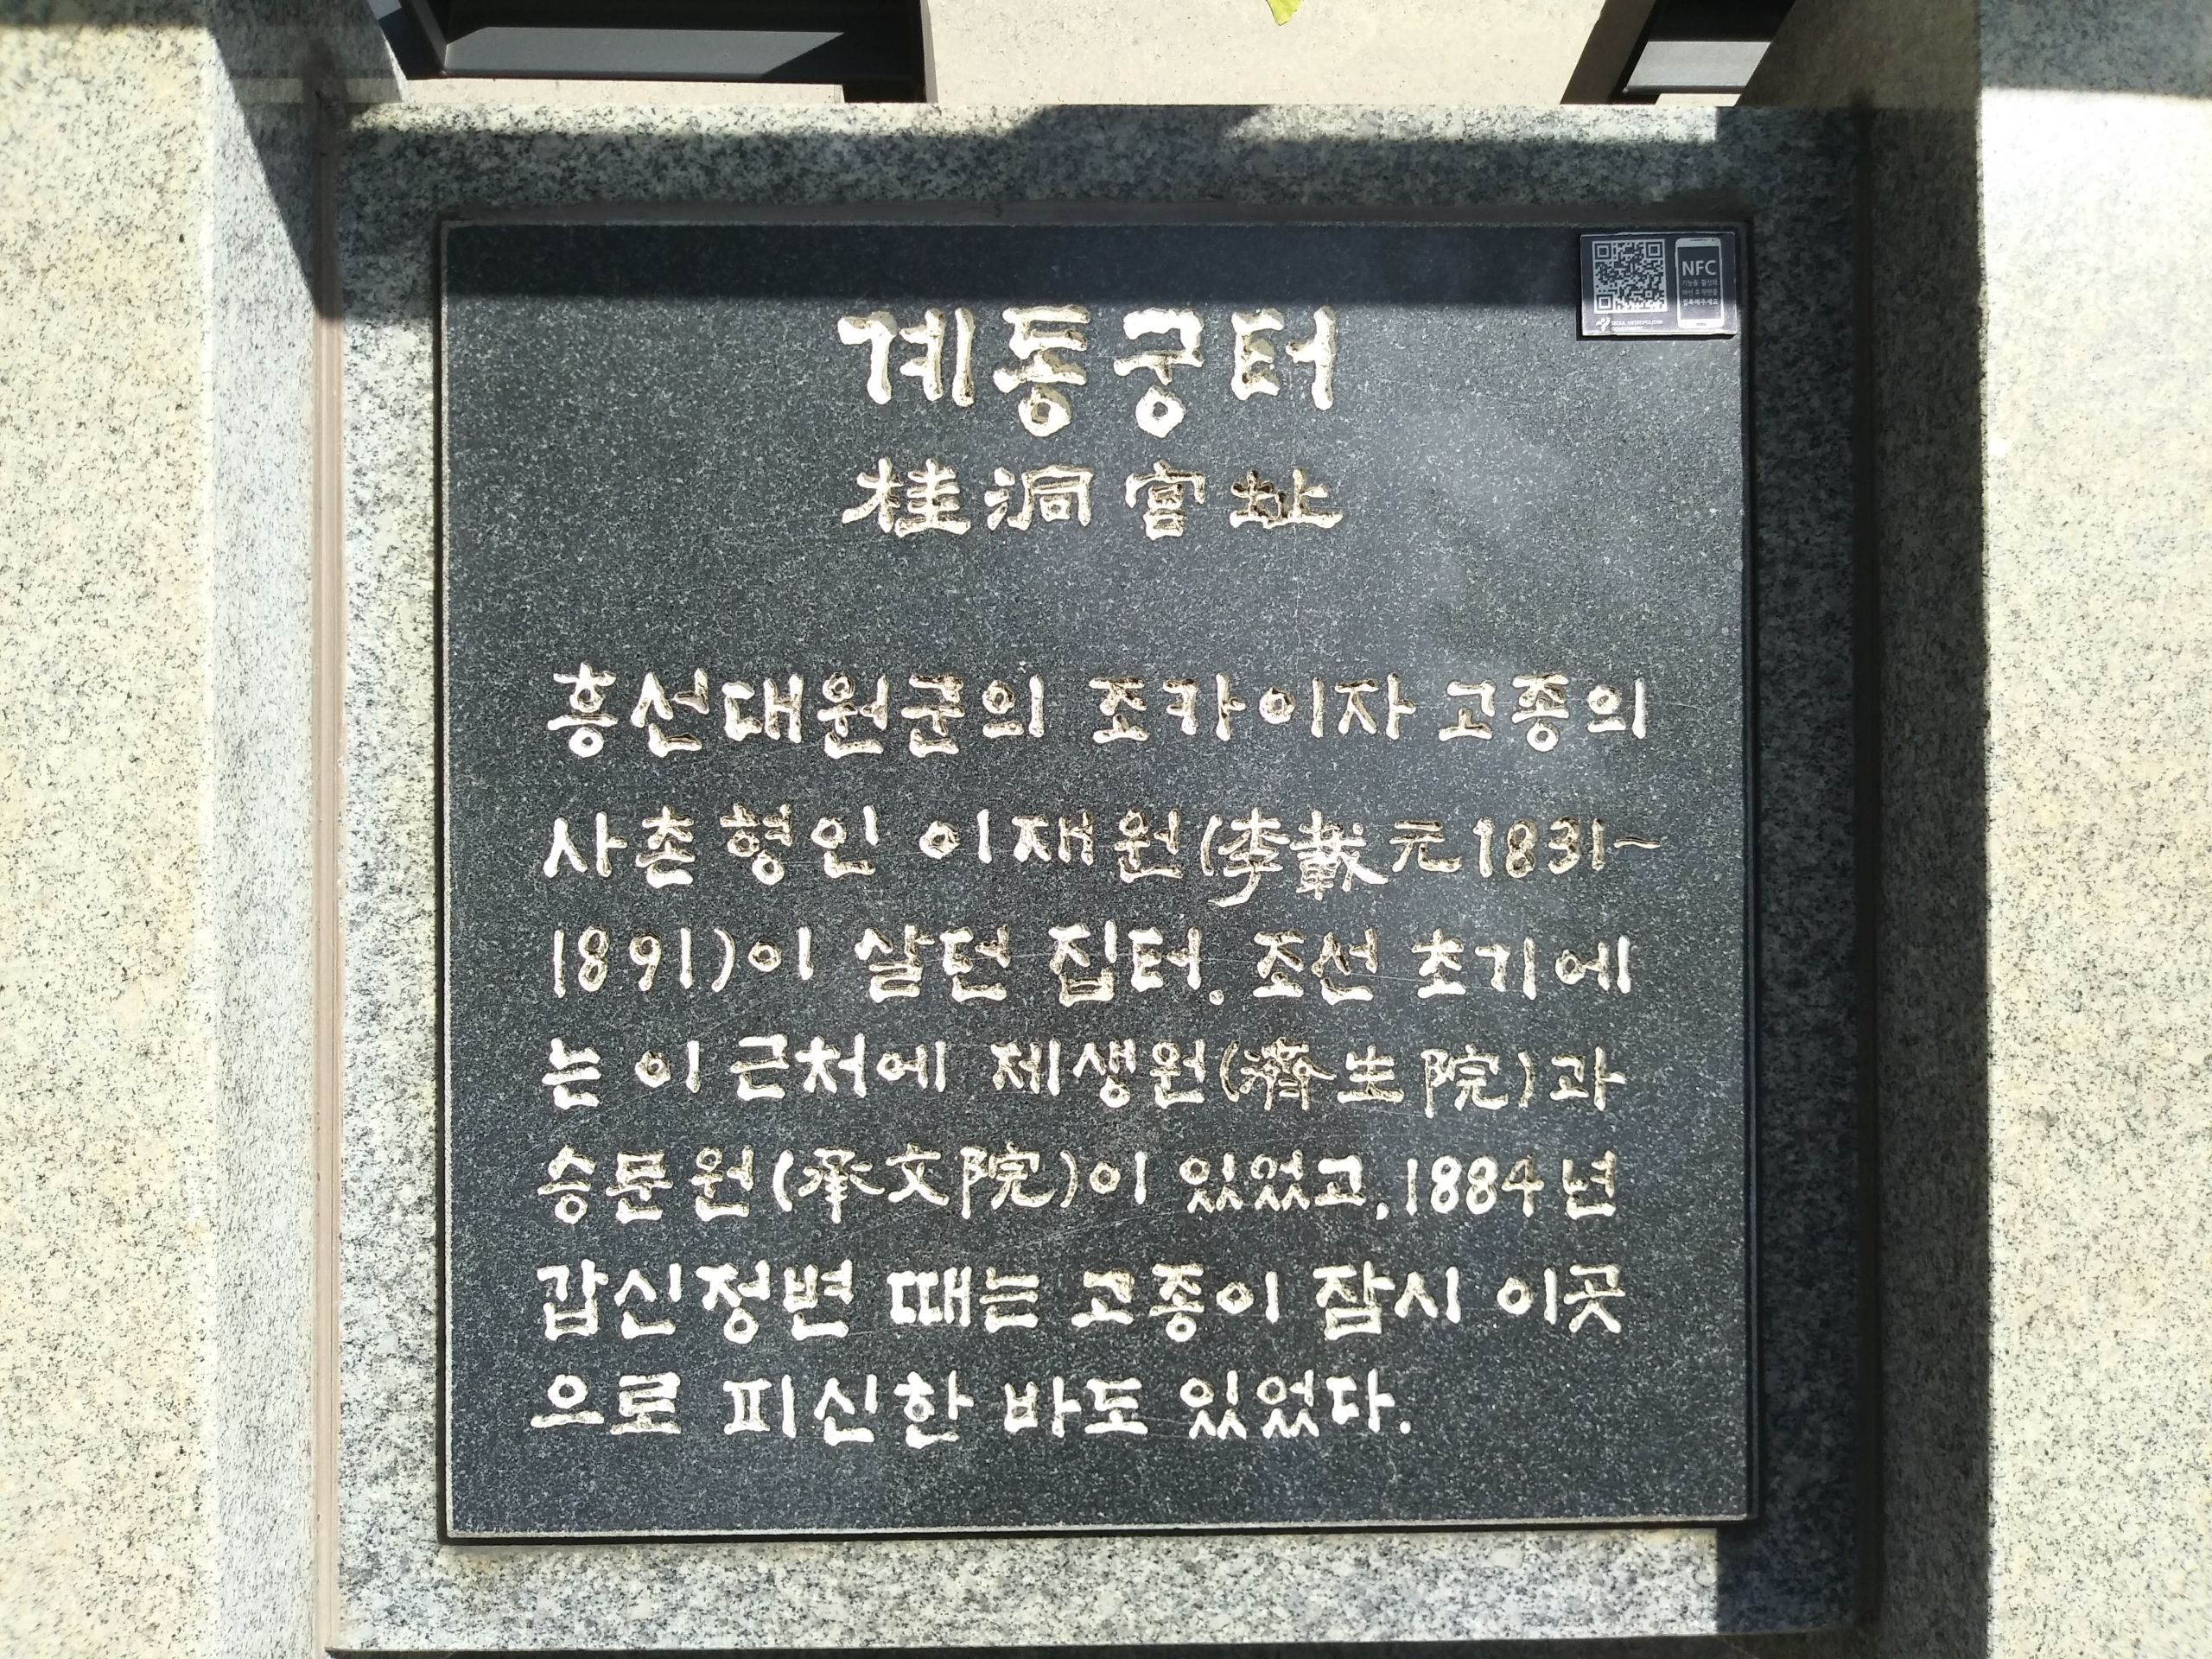 계동궁터
桂洞宮址
흥선대원군의 조카이자 고종의
사촌형인 이재원(李載元 1831~
1891)이 살던 집터. 조선 초기에
는 이 근처에 제생원(濟生院)과
승문원(承文院)이 있었고, 1884년
갑신정변 때는 고종이 잠시 이곳
으로 피신한 바도 있었다.
NFC
SEOUL METROPOLITAN